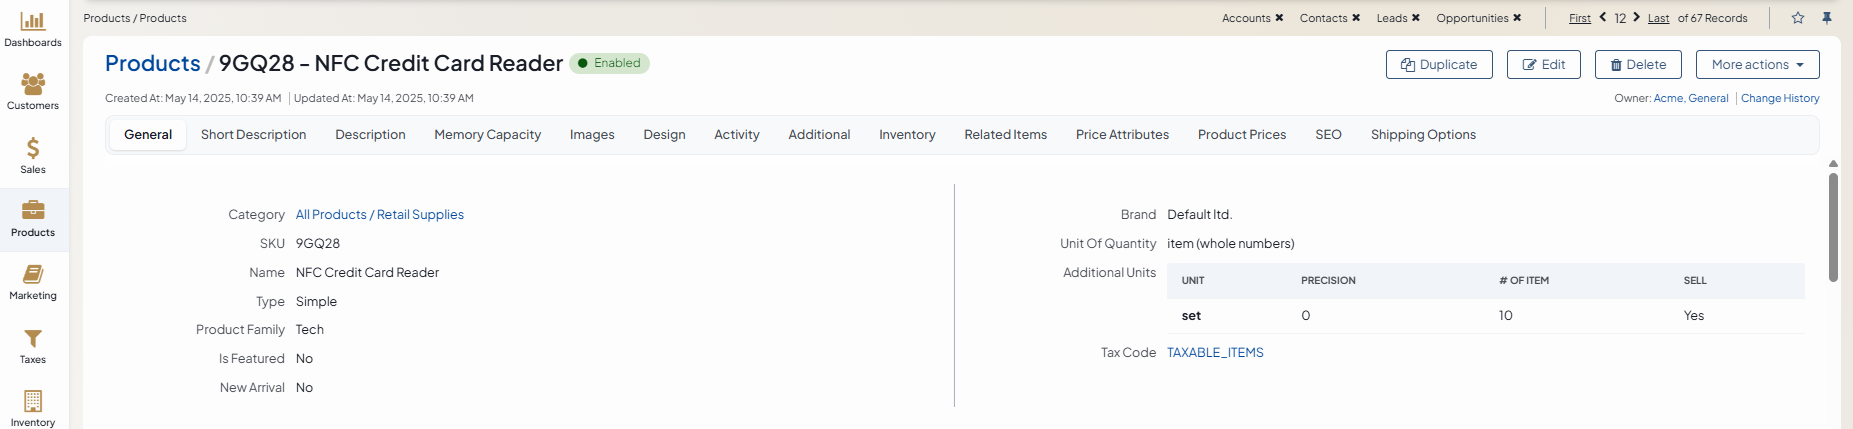 Dashboards
Customers
Sales
Products
Marketing
Taxes
Inventory
Products / Products
Accounts ✖ Contacts ✖ Leads ✖ Opportunities ✖
First 12 Last of 67 Records
Products / 9GQ28 - NFC Credit Card Reader Enabled
Duplicate Edit Delete More actions
Created At: May 14, 2025, 10:39 AM Updated At: May 14, 2025, 10:39 AM
Owner: Acme, General Change History
General Short Description Description Memory Capacity Images Design Activity Additional Inventory Related Items Price Attributes Product Prices SEO Shipping Options
Category All Products / Retail Supplies
SKU 9GQ28
Name NFC Credit Card Reader
Type Simple
Product Family Tech
Is Featured No
New Arrival No
Brand Default ltd.
Unit Of Quantity item (whole numbers)
Additional Units
UNIT PRECISION # OF ITEM SELL
set 0 10 Yes
Tax Code TAXABLE_ITEMS